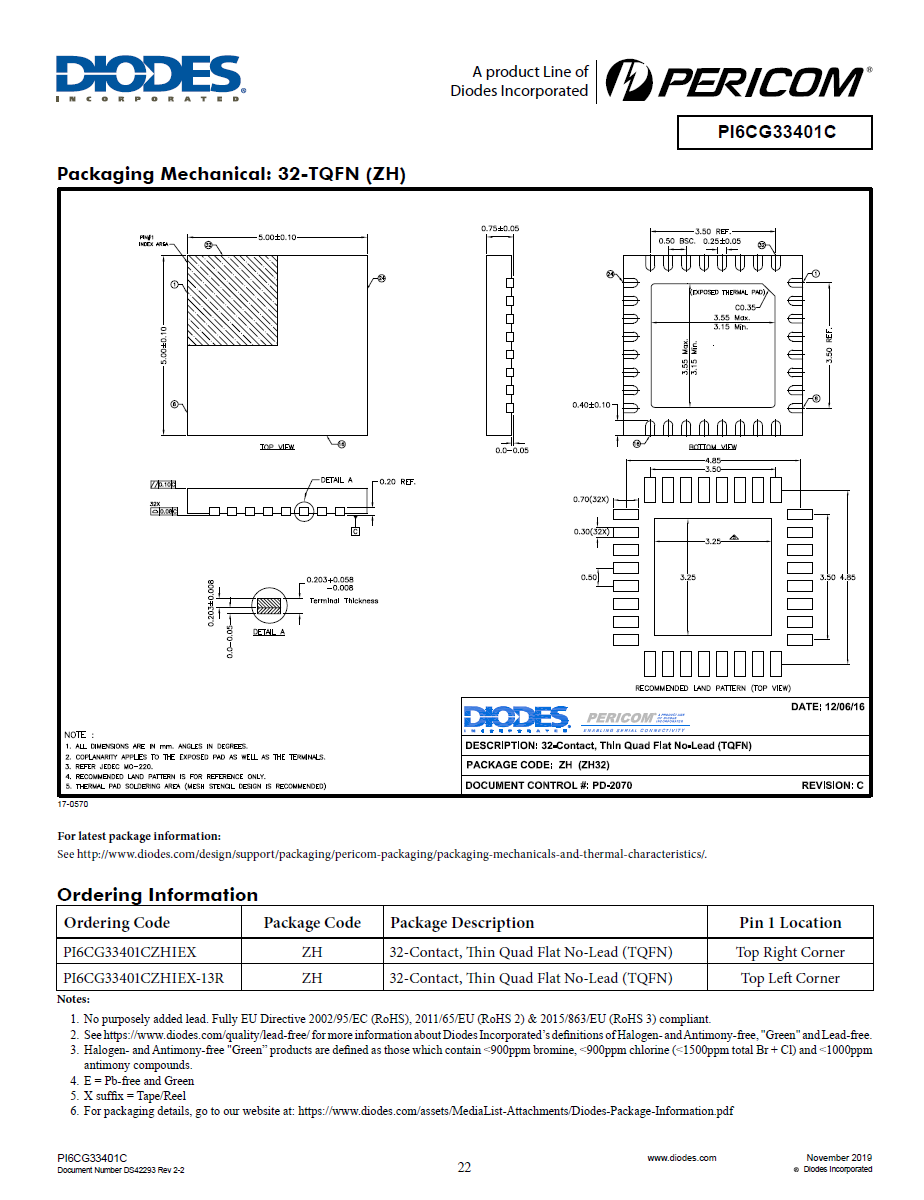 DIODES®
INCORPORATED
A product Line of
Diodes Incorporated
PERICOM®
PI6CG33401C
Packaging Mechanical: 32-TQFN (ZH)
PIN#1
INDEX AREA
32
5.00±0.10
1
24
5.00±0.10
8
16
TOP VIEW
0.75±0.05
0.0-0.05
3.50 REF.
0.50 BSC.
0.25±0.05
32
24
1
(EXPOSED THERMAL PAD)
C0.35
3.55 Max.
3.15 Min.
3.55 Max.
3.15 Min.
3.50 REF.
0.40±0.10
8
16
BOTTOM VIEW
// 0.10 C
32X
0.08 C
DETAIL A
0.20 REF.
C
0.203±0.008
0.0-0.05
0.203+0.058
-0.008
Terminal Thickness
DETAIL A
4.85
3.50
0.70(32X)
0.30(32X)
0.50
3.25
3.25
3.50
4.85
RECOMMENDED LAND PATTERN (TOP VIEW)
NOTE :
1. ALL DIMENSIONS ARE IN mm. ANGLES IN DEGREES.
2. COPLANARITY APPLIES TO THE EXPOSED PAD AS WELL AS THE TERMINALS.
3. REFER JEDEC MO-220.
4. RECOMMENDED LAND PATTERN IS FOR REFERENCE ONLY.
5. THERMAL PAD SOLDERING AREA (MESH STENCIL DESIGN IS RECOMMENDED)
DIODES
INCORPORATED
PERICOM
A PRODUCT LINE
OF DIODES
INCORPORATED
ENABLING SERIAL CONNECTIVITY
DATE; 12/06/16
DESCRIPTION: 32-Contact, Thin Quad Flat No-Lead (TQFN)
PACKAGE CODE; ZH (ZH32)
DOCUMENT CONTROL #: PD-2070
REVISION: C
17-0570
For latest package information:
See http://www.diodes.com/design/support/packaging/pericom-packaging/packaging-mechanicals-and-thermal-characteristics/.
Ordering Information
Ordering Code Package Code Package Description Pin 1 Location
PI6CG33401CZHIEX ZH 32-Contact, Thin Quad Flat No-Lead (TQFN) Top Right Corner
PI6CG33401CZHIEX-13R ZH 32-Contact, Thin Quad Flat No-Lead (TQFN) Top Left Corner
Notes:
1. No purposely added lead. Fully EU Directive 2002/95/EC (RoHS), 2011/65/EU (RoHS 2) & 2015/863/EU (RoHS 3) compliant.
2. See https://www.diodes.com/quality/lead-free/ for more information about Diodes Incorporated's definitions of Halogen- and Antimony-free, "Green" and Lead-free.
3. Halogen- and Antimony-free "Green" products are defined as those which contain <900ppm bromine, <900ppm chlorine (<1500ppm total Br + Cl) and <1000ppm
antimony compounds.
4. E = Pb-free and Green
5. X suffix = Tape/Reel
6. For packaging details, go to our website at: https://www.diodes.com/assets/MediaList-Attachments/Diodes-Package-Information.pdf
PI6CG33401C
Document Number DS42293 Rev 2-2
22
www.diodes.com
November 2019
© Diodes Incorporated